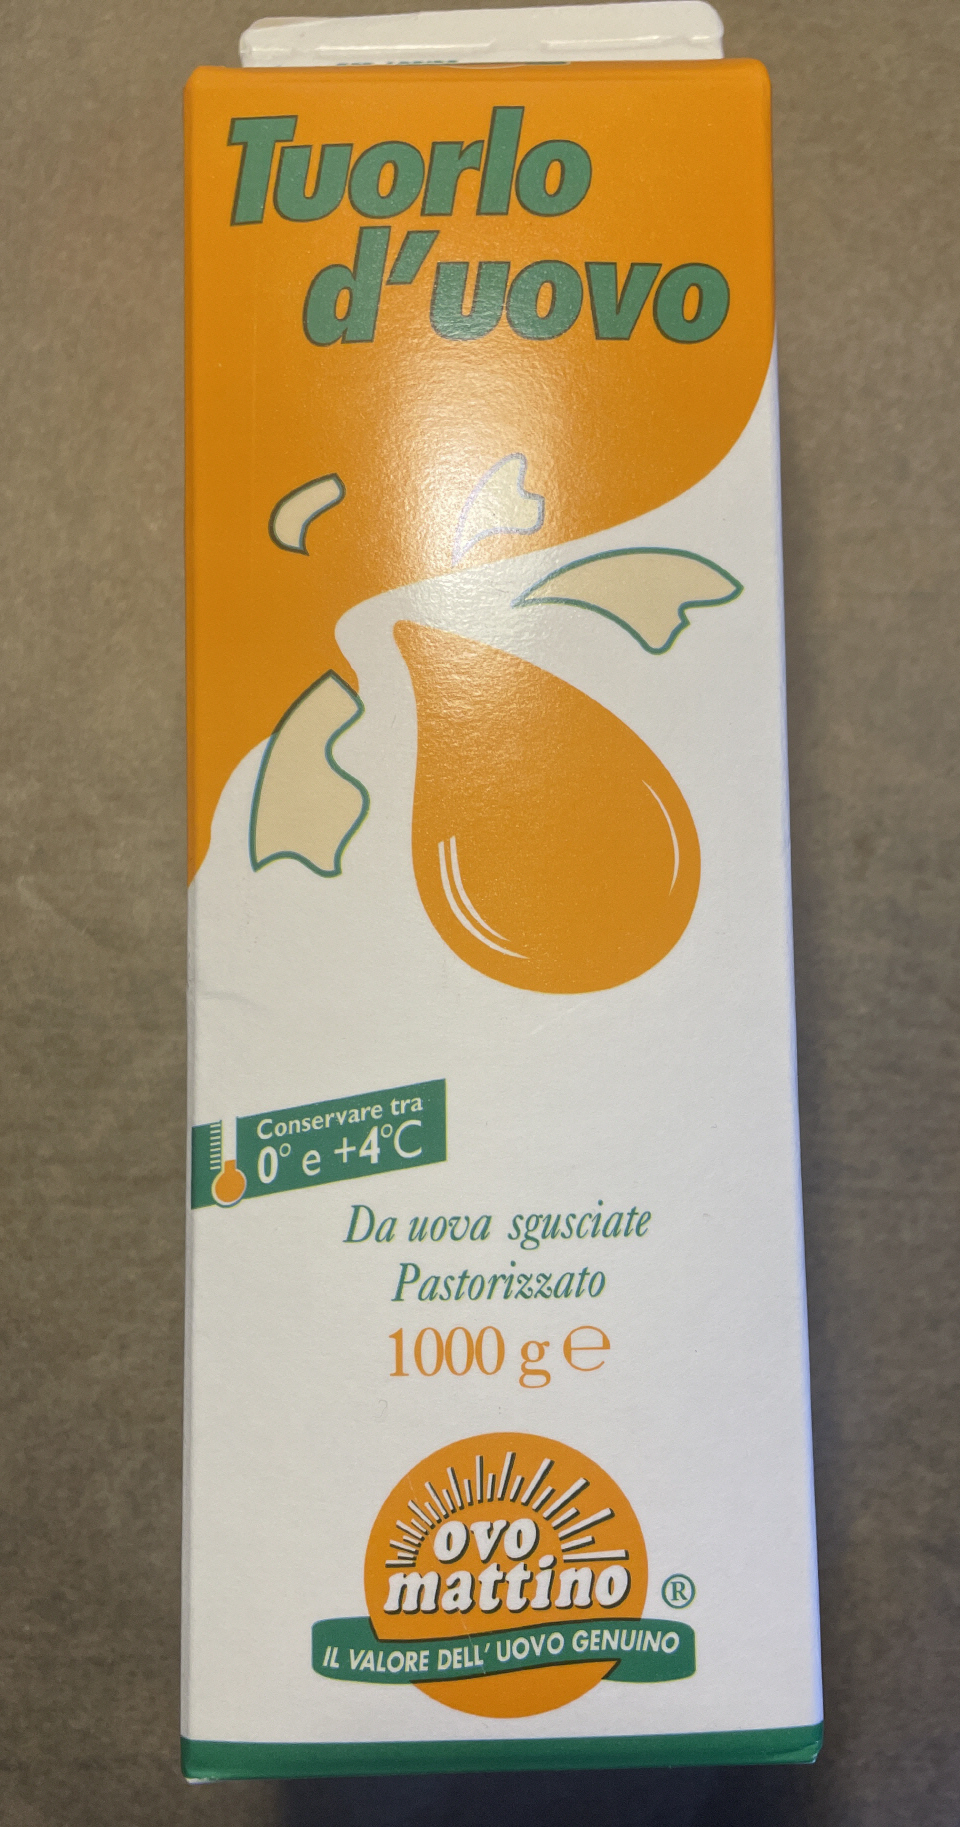 Tuorlo
d'uovo
Conservare tra
0° e +4°C
Da uova sgusciate
Pastorizzato
1000 g ℮
ovo
mattino ®
IL VALORE DELL'UOVO GENUINO